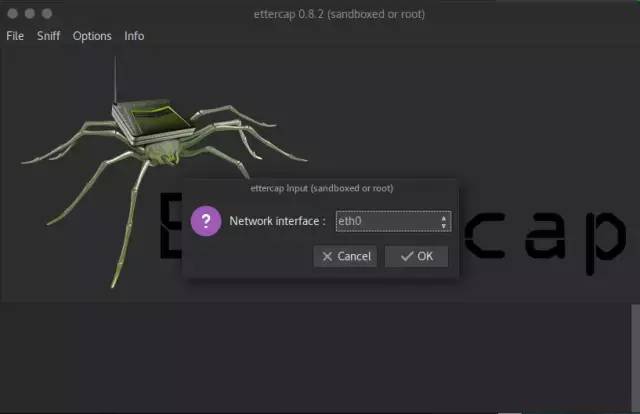 ettercap 0.8.2 (sandboxed or root)
File Sniff Options Info
ettercap Input (sandboxed or root)
? Network interface : eth0
Cancel OK
E cap